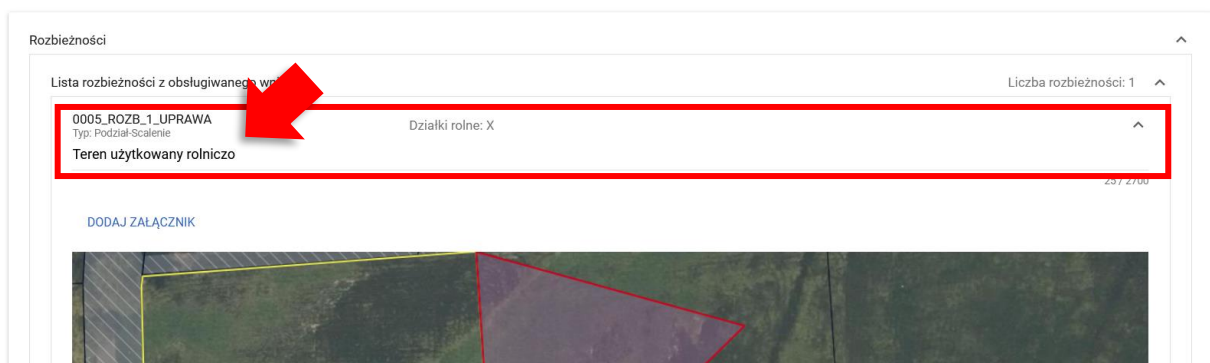 Rozbieżności
Lista rozbieżności z obsługiwanego
Liczba rozbieżności: 1
0005_ROZB_1_UPRAWA
Typ: Podział-Scalenie
Działki rolne: X
Teren użytkowany rolniczo
25 / 2700
DODAJ ZAŁĄCZNIK